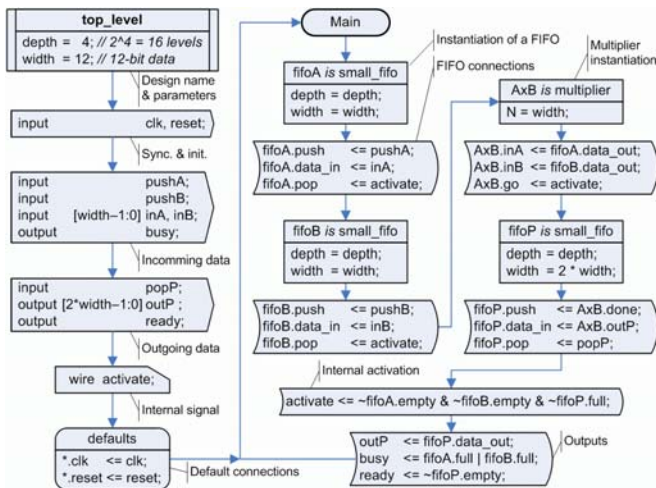 top_level
depth = 4; // 2^4 = 16 levels
width = 12; // 12-bit data
Design name
& parameters
input clk, reset;
Sync. & init.
input pushA;
input pushB;
input [width–1:0] inA, inB;
output busy;
Incomming data
input popP;
output [2*width–1:0] outP ;
output ready;
Outgoing data
wire activate;
Internal signal
defaults
*.clk <= clk;
*.reset <= reset;
Default connections
Main
Instantiation of a FIFO
fifoA is small_fifo
depth = depth;
width = width;
FIFO connections
fifoA.push <= pushA;
fifoA.data_in <= inA;
fifoA.pop <= activate;
fifoB is small_fifo
depth = depth;
width = width;
fifoB.push <= pushB;
fifoB.data_in <= inB;
fifoB.pop <= activate;
Multiplier
instantiation
AxB is multiplier
N = width;
AxB.inA <= fifoA.data_out;
AxB.inB <= fifoB.data_out;
AxB.go <= activate;
fifoP is small_fifo
depth = depth;
width = 2 * width;
fifoP.push <= AxB.done;
fifoP.data_in <= AxB.outP;
fifoP.pop <= popP;
Internal activation
activate <= ~fifoA.empty & ~fifoB.empty & ~fifoP.full;
outP <= fifoP.data_out;
busy <= fifoA.full | fifoB.full;
ready <= ~fifoP.empty;
Outputs